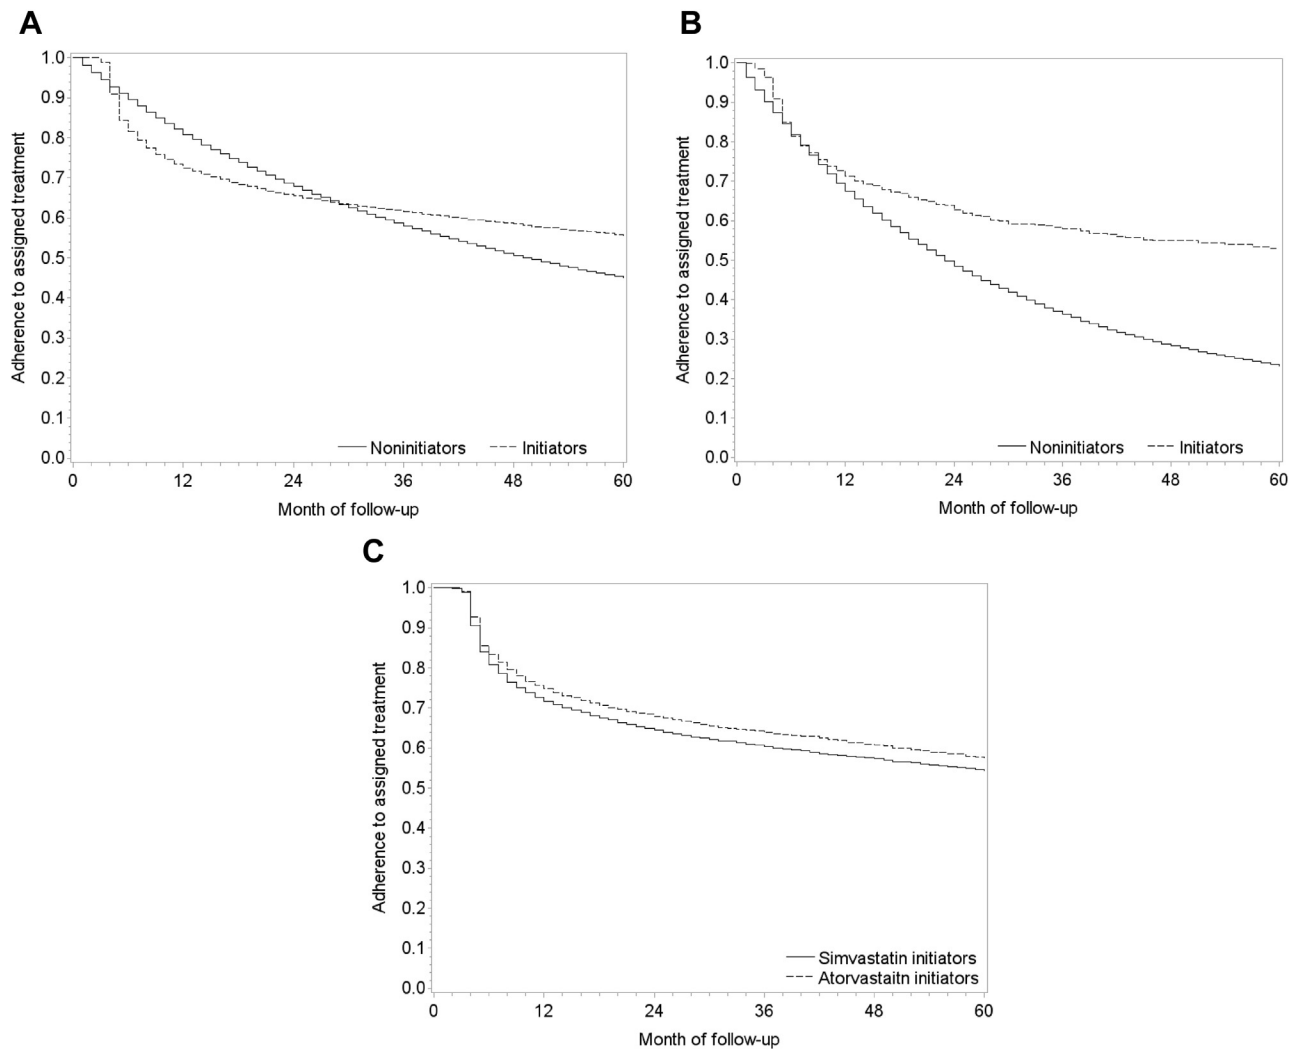 A
1.0
0.9
0.8
0.7
0.6
0.5
0.4
0.3
0.2
0.1
0.0
Adherence to assigned treatment
Noninitiators Initiators
0 12 24 36 48 60
Month of follow-up
B
1.0
0.9
0.8
0.7
0.6
0.5
0.4
0.3
0.2
0.1
0.0
Adherence to assigned treatment
Noninitiators Initiators
0 12 24 36 48 60
Month of follow-up
C
1.0
0.9
0.8
0.7
0.6
0.5
0.4
0.3
0.2
0.1
0.0
Adherence to assigned treatment
Simvastatin initiators
Atorvastaitn initiators
0 12 24 36 48 60
Month of follow-up